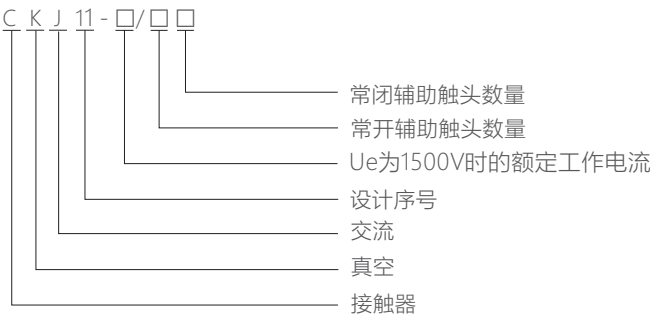 CKJ11-□/□□
常闭辅助触头数量
常开辅助触头数量
Ue为1500V时的额定工作电流
设计序号
交流
真空
接触器